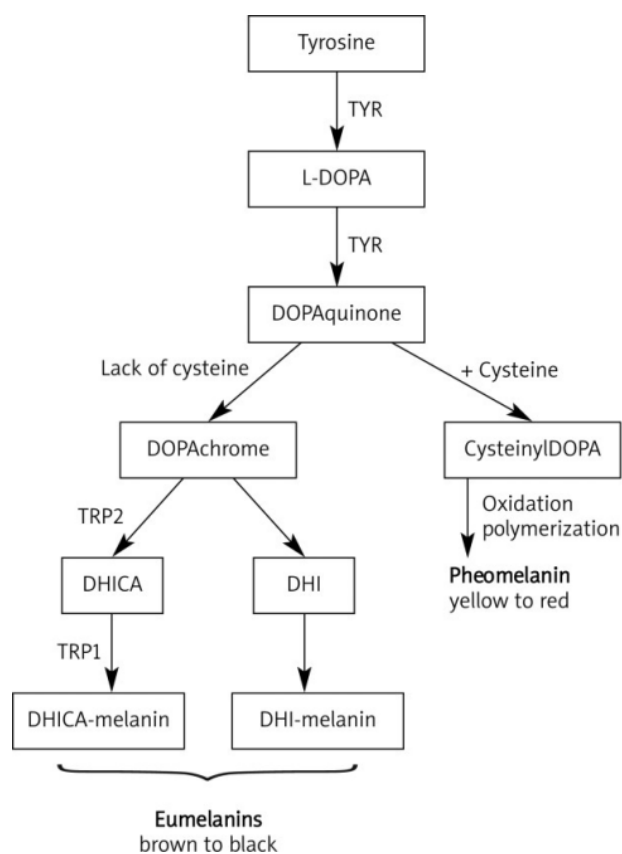 Tyrosine
TYR
L-DOPA
TYR
DOPAquinone
Lack of cysteine
+ Cysteine
DOPAchrome
CysteinylDOPA
TRP2
Oxidation
polymerization
DHICA
DHI
Pheomelanin
yellow to red
TRP1
DHICA-melanin
DHI-melanin
Eumelanins
brown to black